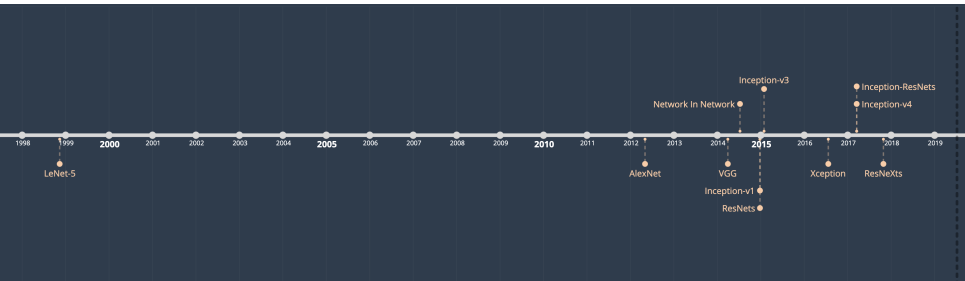 Inception-v3
Inception-ResNets
Network In Network
Inception-v4
1998 1999 2000 2001 2002 2003 2004 2005 2006 2007 2008 2009 2010 2011 2012 2013 2014 2015 2016 2017 2018 2019
LeNet-5 AlexNet VGG Xception ResNeXts
Inception-v1
ResNets